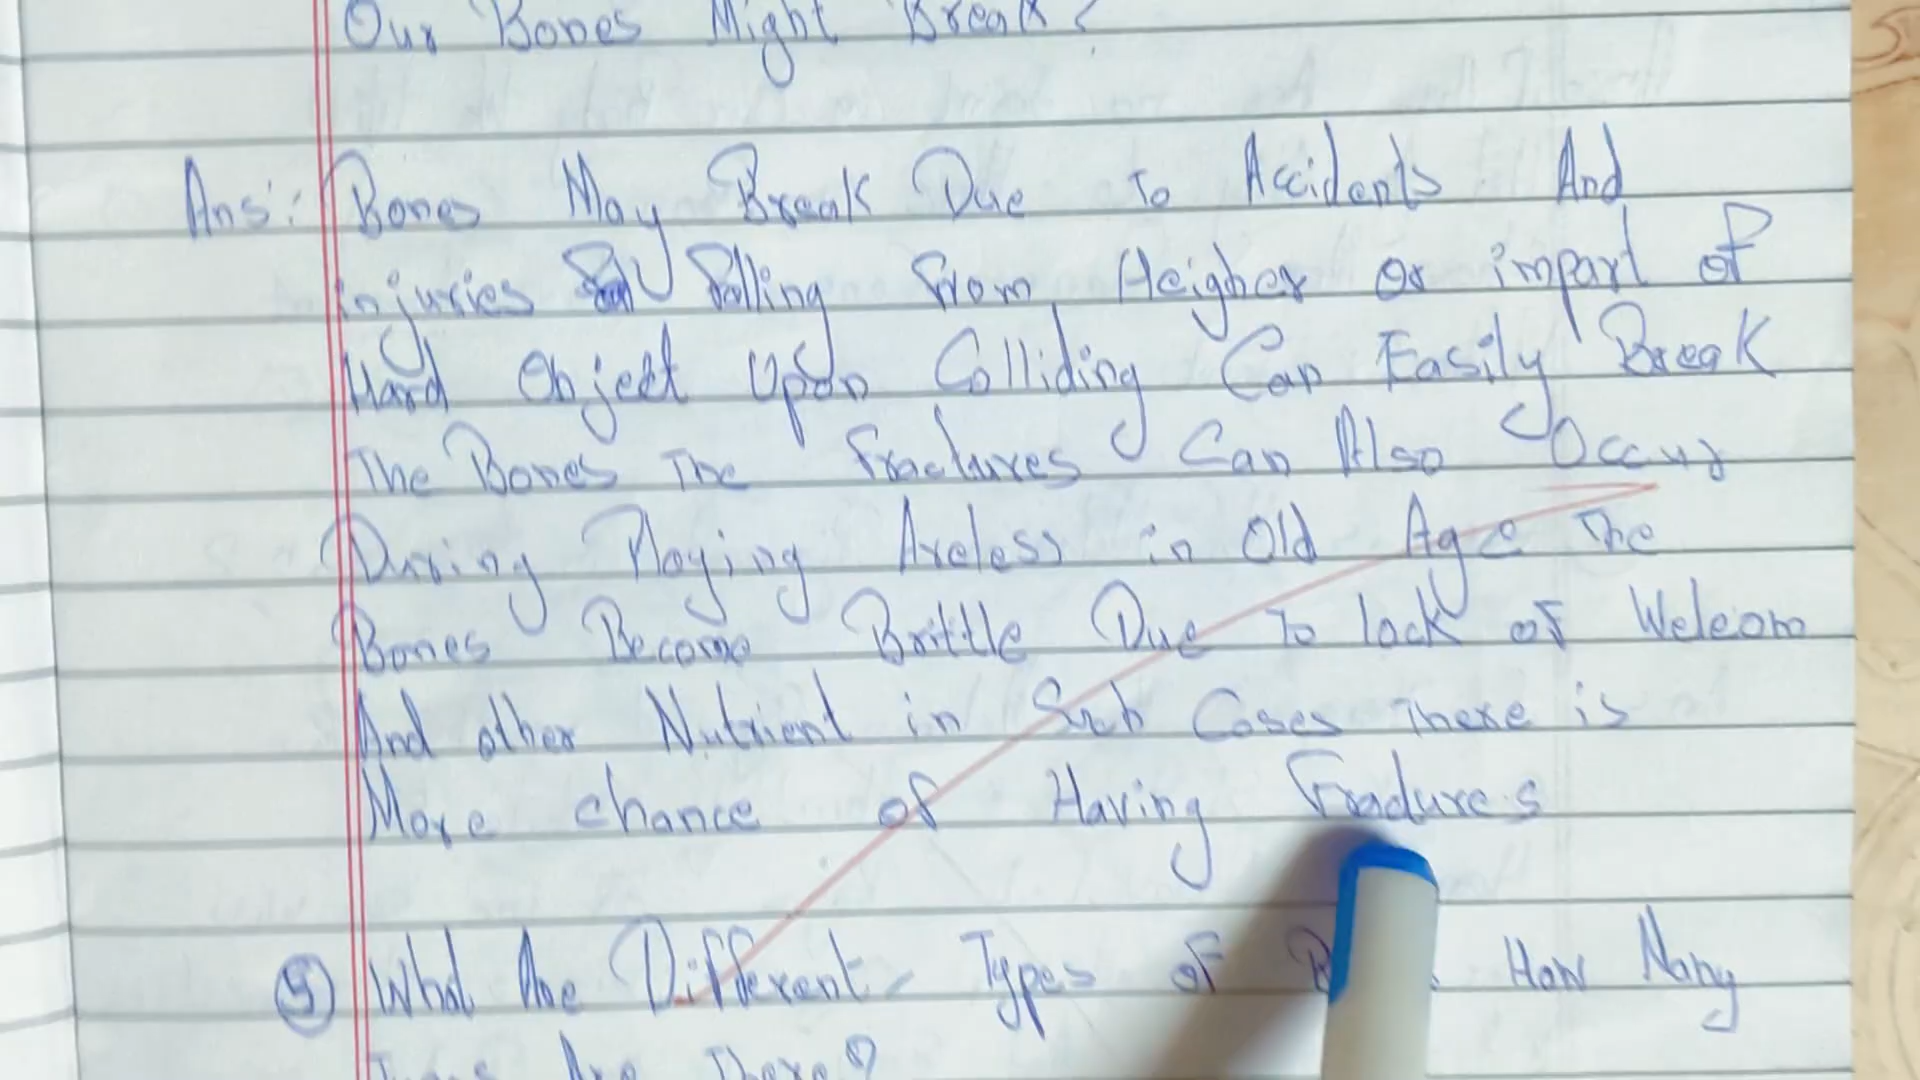 Our Bones Might Break?
Ans: Bones May Break Due To Accidents And
injuries Falling From Heigher or impart of
Hard Object Upon Colliding Can Easily Break
The Bones The Fractures Can Also Occur
During Playing Areless in Old Age The
Bones Become Brittle Due To lack of Welcom
And other Nutrient in Such Cases There is
More chance of Having Fractures
5 What Are Different Types of How Many
Are There?